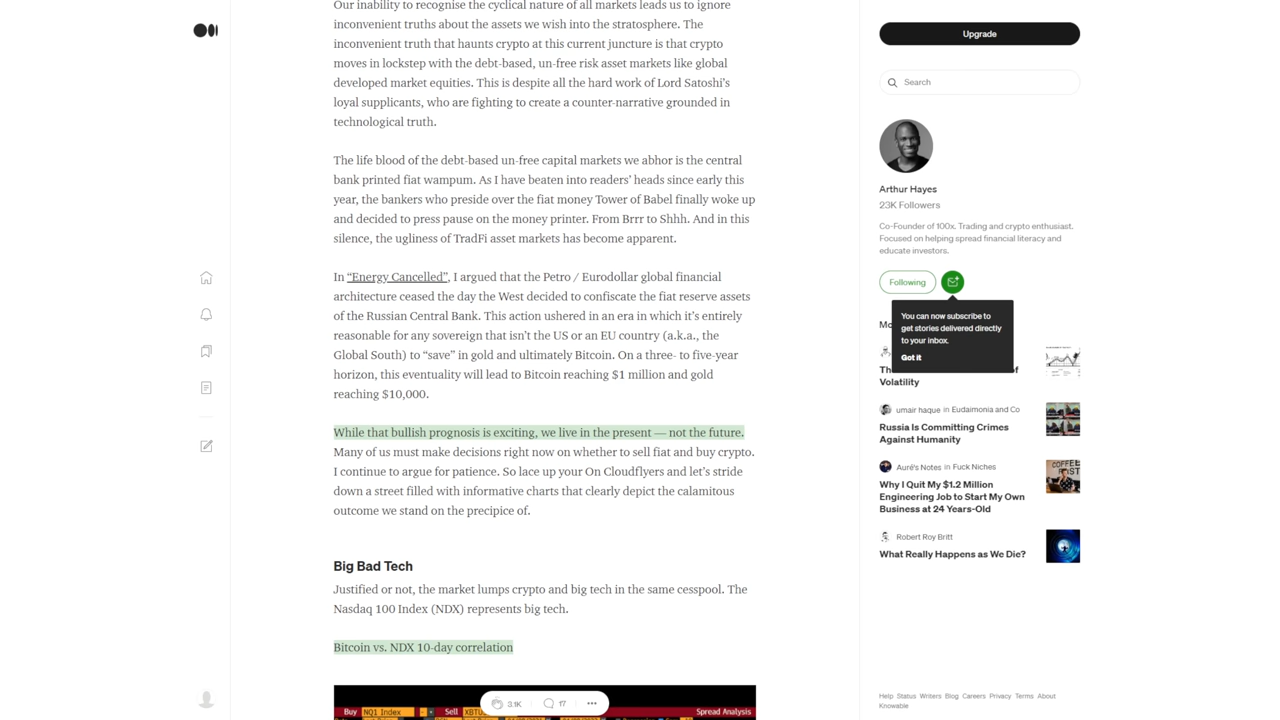 Our inability to recognise the cyclical nature of all markets leads us to ignore
inconvenient truths about the assets we wish into the stratosphere. The
inconvenient truth that haunts crypto at this current juncture is that crypto
moves in lockstep with the debt-based, un-free risk asset markets like global
developed market equities. This is despite all the hard work of Lord Satoshi's
loyal supplicants, who are fighting to create a counter-narrative grounded in
technological truth.
The life blood of the debt-based un-free capital markets we abhor is the central
bank printed fiat wampum. As I have beaten into readers' heads since early this
year, the bankers who preside over the fiat money Tower of Babel finally woke up
and decided to press pause on the money printer. From Brrr to Shhh. And in this
silence, the ugliness of TradFi asset markets has become apparent.
In “Energy Cancelled”, I argued that the Petro / Eurodollar global financial
architecture ceased the day the West decided to confiscate the fiat reserve assets
of the Russian Central Bank. This action ushered in an era in which it's entirely
reasonable for any sovereign that isn't the US or an EU country (a.k.a., the
Global South) to “save” in gold and ultimately Bitcoin. On a three- to five-year
horizon, this eventuality will lead to Bitcoin reaching $1 million and gold
reaching $10,000.
While that bullish prognosis is exciting, we live in the present — not the future.
Many of us must make decisions right now on whether to sell fiat and buy crypto.
I continue to argue for patience. So lace up your On Cloudflyers and let's stride
down a street filled with informative charts that clearly depict the calamitous
outcome we stand on the precipice of.
Big Bad Tech
Justified or not, the market lumps crypto and big tech in the same cesspool. The
Nasdaq 100 Index (NDX) represents big tech.
Bitcoin vs. NDX 10-day correlation
Buy NQ1 Index Sell XBTU
Spread Analysis
3.1K 17
Upgrade
Search
Arthur Hayes
23K Followers
Co-Founder of 100x. Trading and crypto enthusiast.
Focused on helping spread financial literacy and
educate investors.
Following
You can now subscribe to
get stories delivered directly
to your inbox.
Got it
Volatility
umair haque in Eudaimonia and Co
Russia Is Committing Crimes
Against Humanity
Auré's Notes in Fuck Niches
Why I Quit My $1.2 Million
Engineering Job to Start My Own
Business at 24 Years-Old
Robert Roy Britt
What Really Happens as We Die?
Help Status Writers Blog Careers Privacy Terms About
Knowable